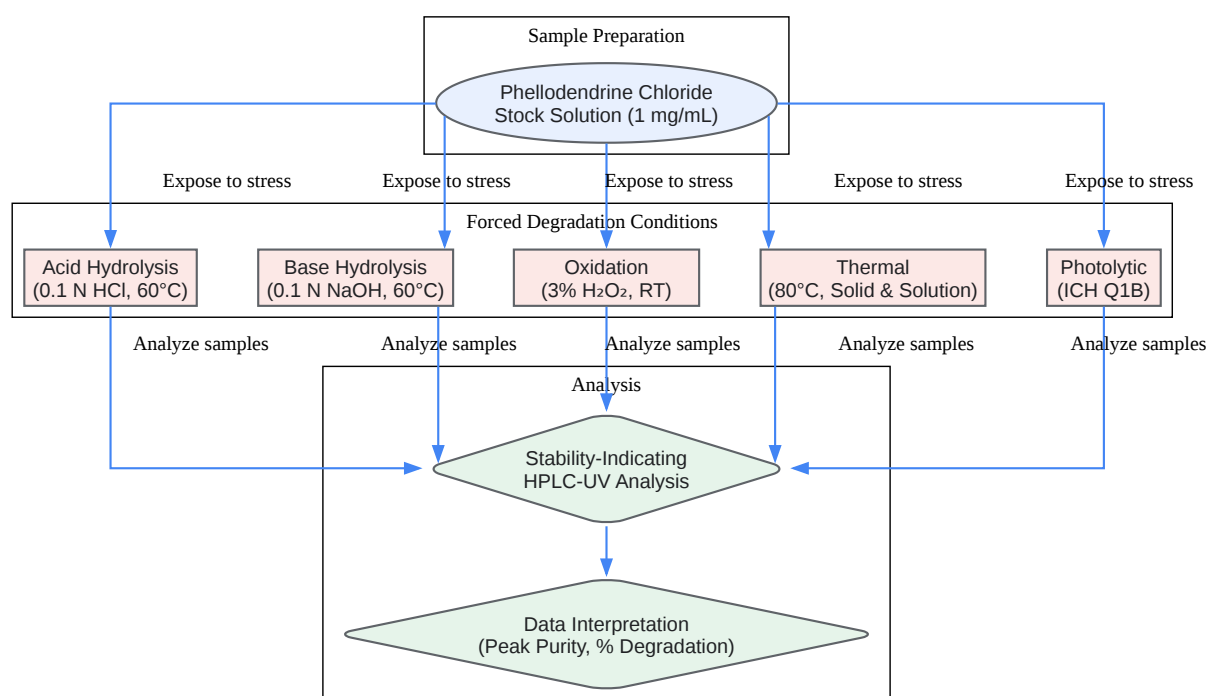 Sample Preparation
Phellodendrine Chloride
Stock Solution (1 mg/mL)
Expose to stress
Expose to stress
Expose to stress
Expose to stress
Expose to stress
Forced Degradation Conditions
Acid Hydrolysis
(0.1 N HCl, 60°C)
Base Hydrolysis
(0.1 N NaOH, 60°C)
Oxidation
(3% H₂O₂, RT)
Thermal
(80°C, Solid & Solution)
Photolytic
(ICH Q1B)
Analyze samples
Analyze samples
Analyze samples
Analyze samples
Analyze samples
Analysis
Stability-Indicating
HPLC-UV Analysis
Data Interpretation
(Peak Purity, % Degradation)